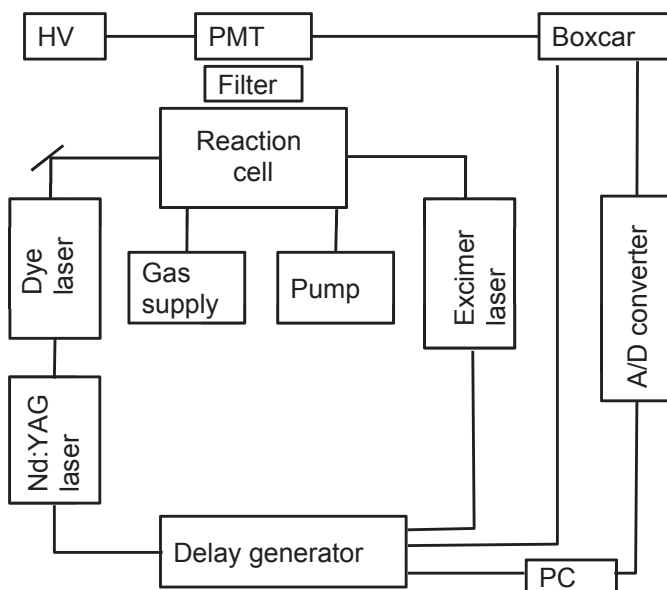 HV
PMT
Boxcar
Filter
Reaction
cell
Dye
laser
Gas
supply
Pump
Excimer
laser
A/D converter
Nd:YAG
laser
Delay generator
PC